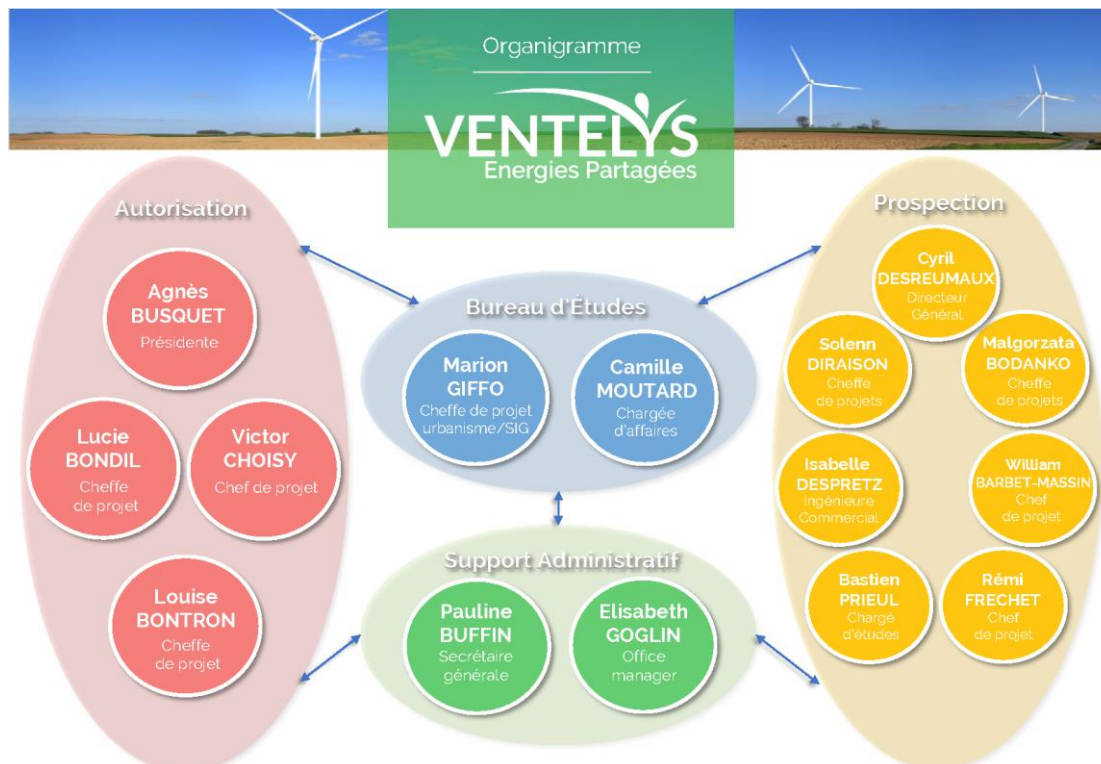 Organigramme
VENTELYS
Energies Partagées
Autorisation
Agnès
BUSQUET
Présidente
Lucie
BONDIL
Cheffe
de projet
Victor
CHOISY
Chef de projet
Louise
BONTRON
Cheffe
de projet
Bureau d'Études
Marion
GIFFO
Cheffe de projet
urbanisme/SIG
Camille
MOUTARD
Chargée
d'affaires
Support Administratif
Pauline
BUFFIN
Secrétaire
générale
Elisabeth
GOGLIN
Office
manager
Prospection
Cyril
DESREUMAUX
Directeur
Général
Solenn
DIRAISON
Cheffe
de projets
Malgorzata
BODANKO
Cheffe
de projets
Isabelle
DESPRETZ
Ingénieure
Commercial
William
BARBET-MASSIN
Chef
de projet
Bastien
PRIEUL
Chargé
d'études
Rémi
FRECHET
Chef
de projet